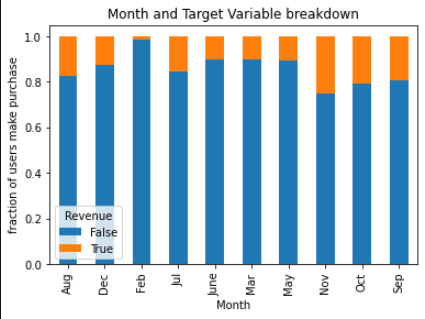 Month and Target Variable breakdown
fraction of users make purchase
1.0
0.8
0.6
0.4
0.2
0.0
Revenue
False
True
Aug
Dec
Feb
Jul
June
Mar
May
Nov
Oct
Sep
Month